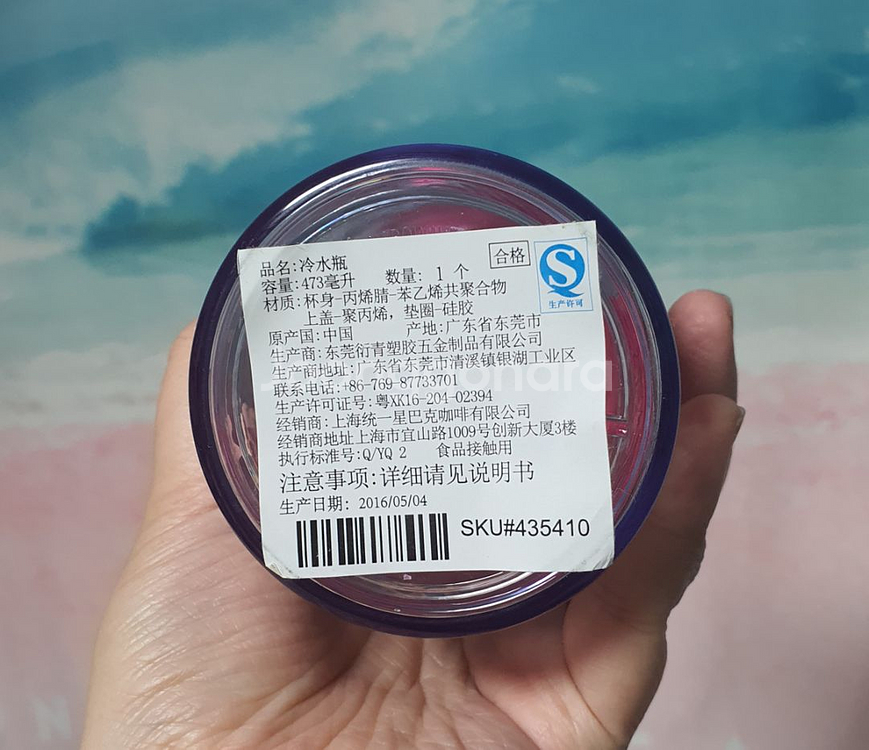 品名:冷水瓶
合格
S
生产许可
容量:473毫升 数量: 1 个
材质:杯身-丙烯腈-苯乙烯共聚合物
上盖-聚丙烯, 垫圈-硅胶
原产国:中国 产地:广东省东莞市
生产商:东莞衍青塑胶五金制品有限公司
生产商地址:广东省东莞市清溪镇银湖工业区
联系电话:+86-769-87733701
生产许可证号:粤XK16-204-02394
经销商:上海统一星巴克咖啡有限公司
经销商地址上海市宜山路1009号创新大厦3楼
执行标准号:Q/YQ 2 食品接触用
注意事项:详细请见说明书
生产日期: 2016/05/04
SKU#435410